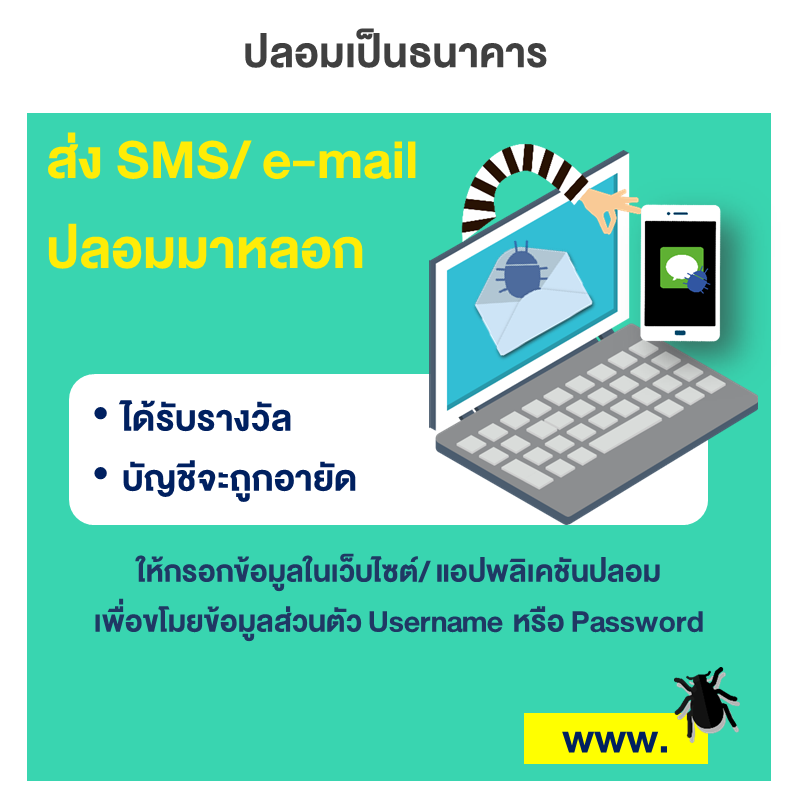 ปลอมเป็นธนาคาร
ส่ง SMS/ e-mail
ปลอมมาหลอก
• ได้รับรางวัล
• บัญชีจะถูกอายัด
ให้กรอกข้อมูลในเว็บไซต์/ แอปพลิเคชันปลอม
เพื่อขโมยข้อมูลส่วนตัว Username หรือ Password
www.